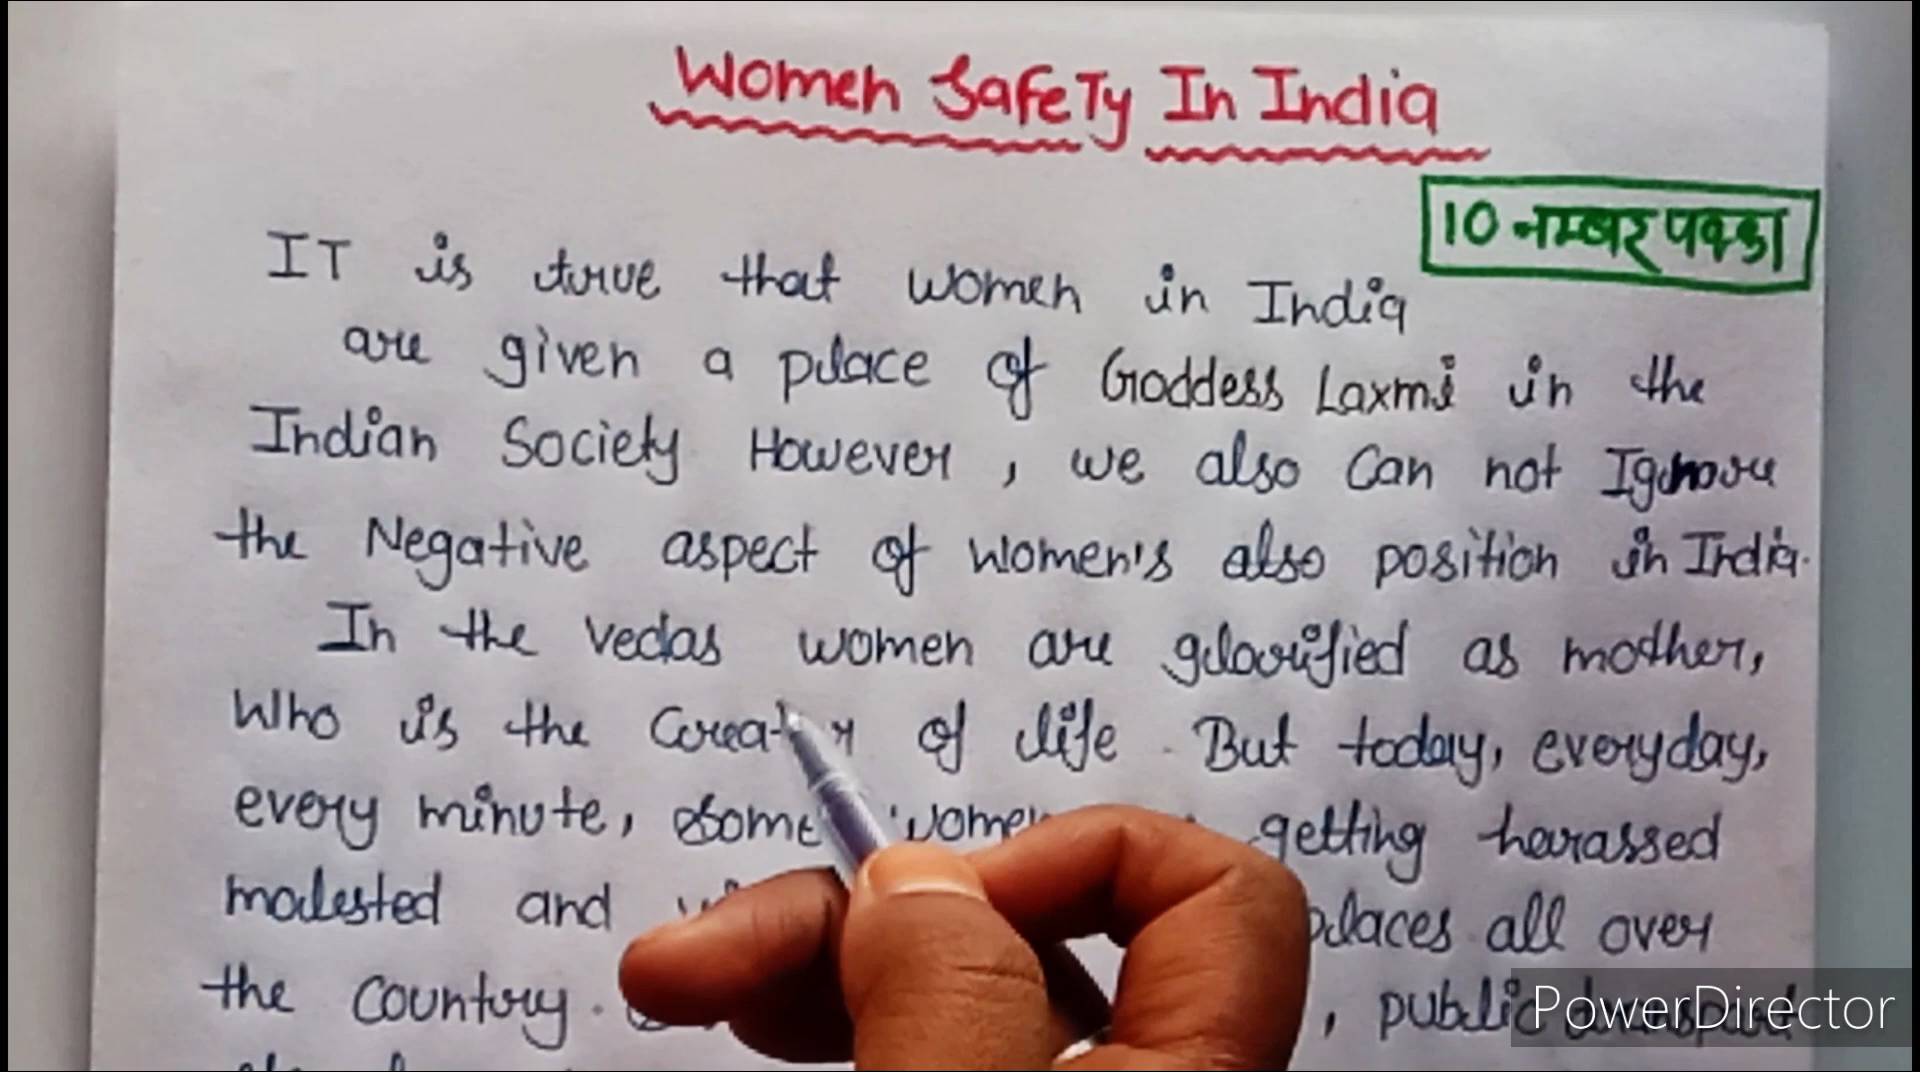 Women Safety In India
10 नम्बर पक्का
IT is true that women in India
are given a place of Goddess Laxmi in the
Indian Society However, we also Can not Ignore
the Negative aspect of women's also position in India.
In the vedas women are glorified as mother,
Who is the Creator of life. But today, everyday,
every minute, some women getting harassed
molested and places all over
the Country. , public
PowerDirector